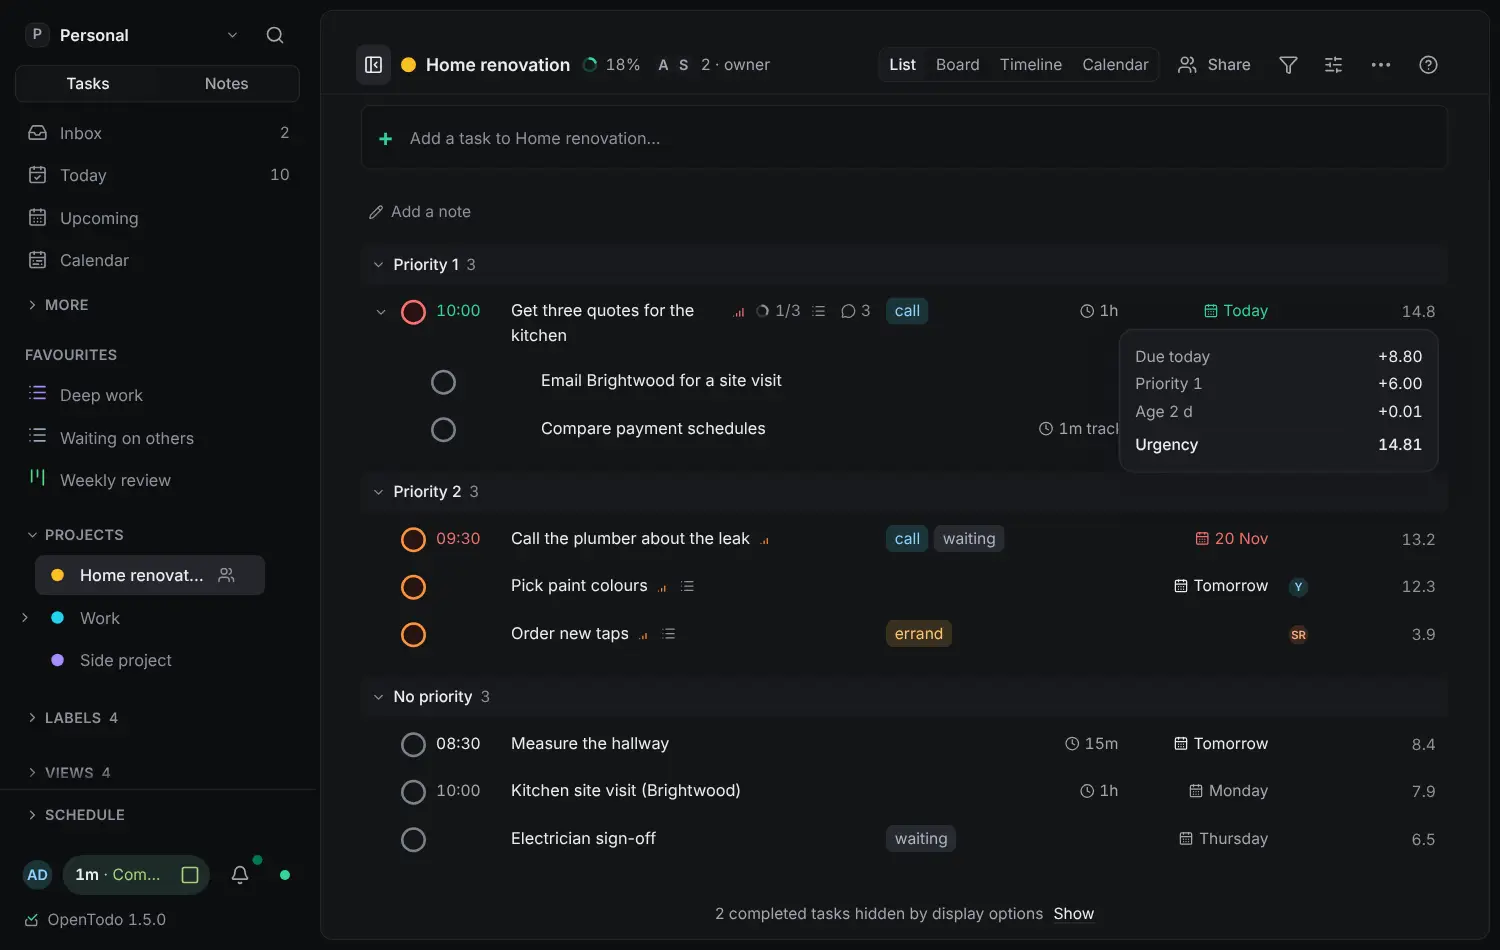 P Personal
Tasks Notes
Inbox 2
Today 10
Upcoming
Calendar
MORE
FAVOURITES
Deep work
Waiting on others
Weekly review
PROJECTS
Home renovat...
Work
Side project
LABELS 4
VIEWS 4
SCHEDULE
AD 1m · Com...
OpenTodo 1.5.0
Home renovation 18% A S 2 · owner List Board Timeline Calendar Share
Add a task to Home renovation...
Add a note
Priority 1 3
10:00 Get three quotes for the kitchen 1/3 3 call 1h Today 14.8
Email Brightwood for a site visit
Compare payment schedules 1m track
Due today +8.80
Priority 1 +6.00
Age 2 d +0.01
Urgency 14.81
Priority 2 3
09:30 Call the plumber about the leak call waiting 20 Nov 13.2
Pick paint colours Tomorrow Y 12.3
Order new taps errand SR 3.9
No priority 3
08:30 Measure the hallway 15m Tomorrow 8.4
10:00 Kitchen site visit (Brightwood) 1h Monday 7.9
Electrician sign-off waiting Thursday 6.5
2 completed tasks hidden by display options Show